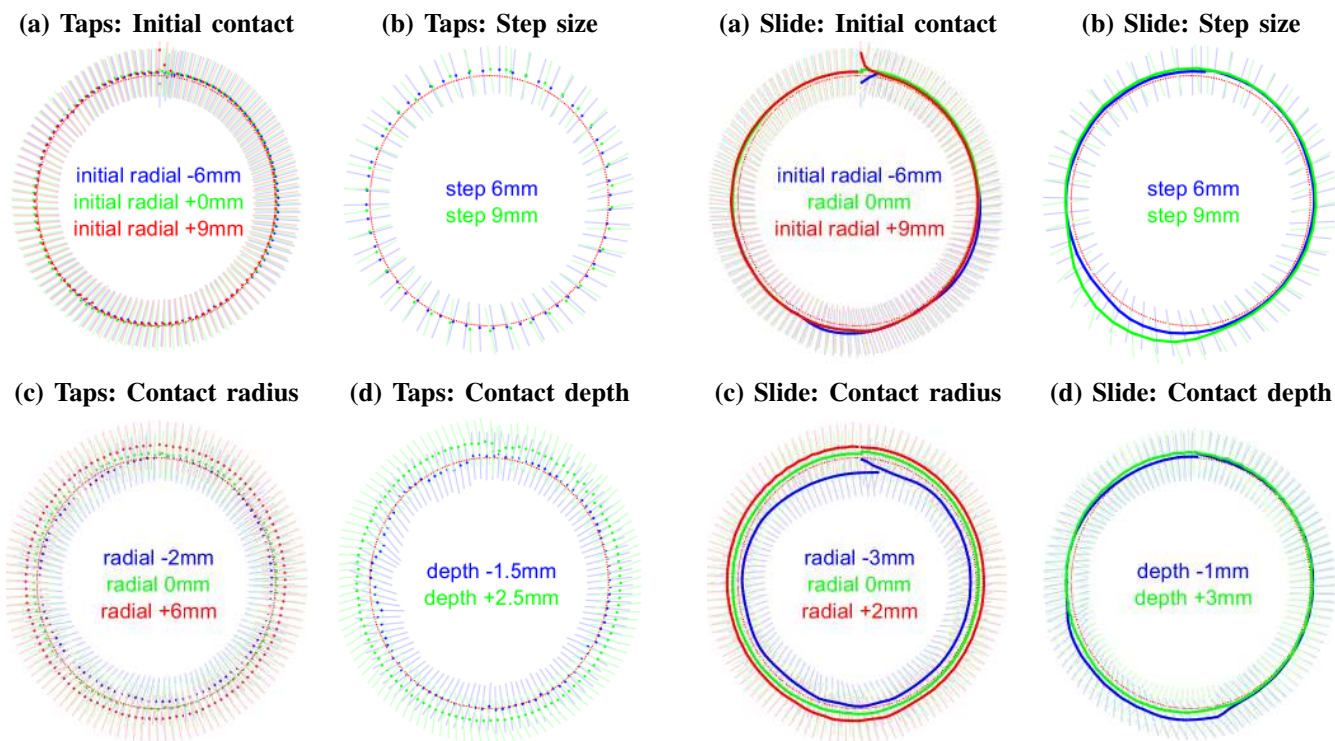 (a) Taps: Initial contact
(b) Taps: Step size
(a) Slide: Initial contact
(b) Slide: Step size
initial radial -6mm
initial radial +0mm
initial radial +9mm
step 6mm
step 9mm
initial radial -6mm
radial 0mm
initial radial +9mm
step 6mm
step 9mm
(c) Taps: Contact radius
(d) Taps: Contact depth
(c) Slide: Contact radius
(d) Slide: Contact depth
radial -2mm
radial 0mm
radial +6mm
depth -1.5mm
depth +2.5mm
radial -3mm
radial 0mm
radial +2mm
depth -1mm
depth +3mm